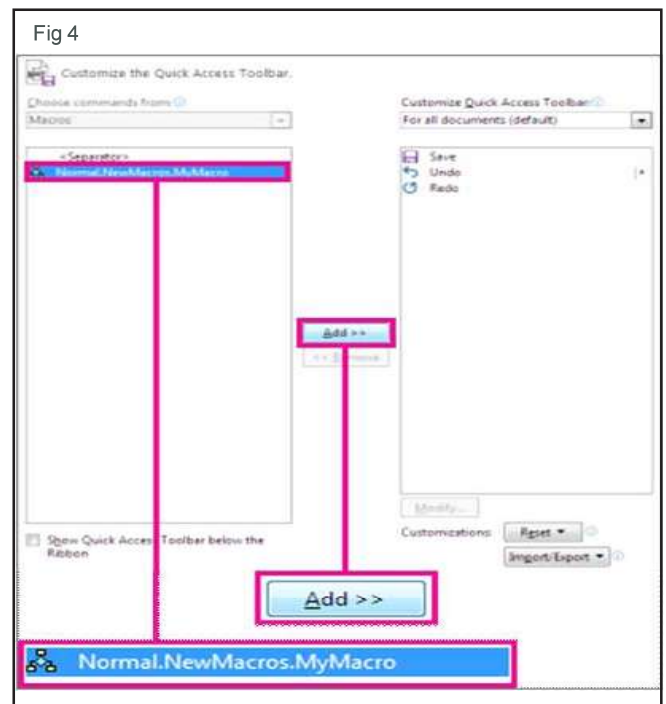 Fig 4
Customize the Quick Access Toolbar.
Choose commands from:
Macros
<Separator>
Normal.NewMacros.MyMacro
Add >>
<< Remove
Show Quick Access Toolbar below the
Ribbon
Customize Quick Access Toolbar:
For all documents (default)
Save
Undo
Redo
Modify...
Customizations: Reset
Import/Export
Add >>
Normal.NewMacros.MyMacro